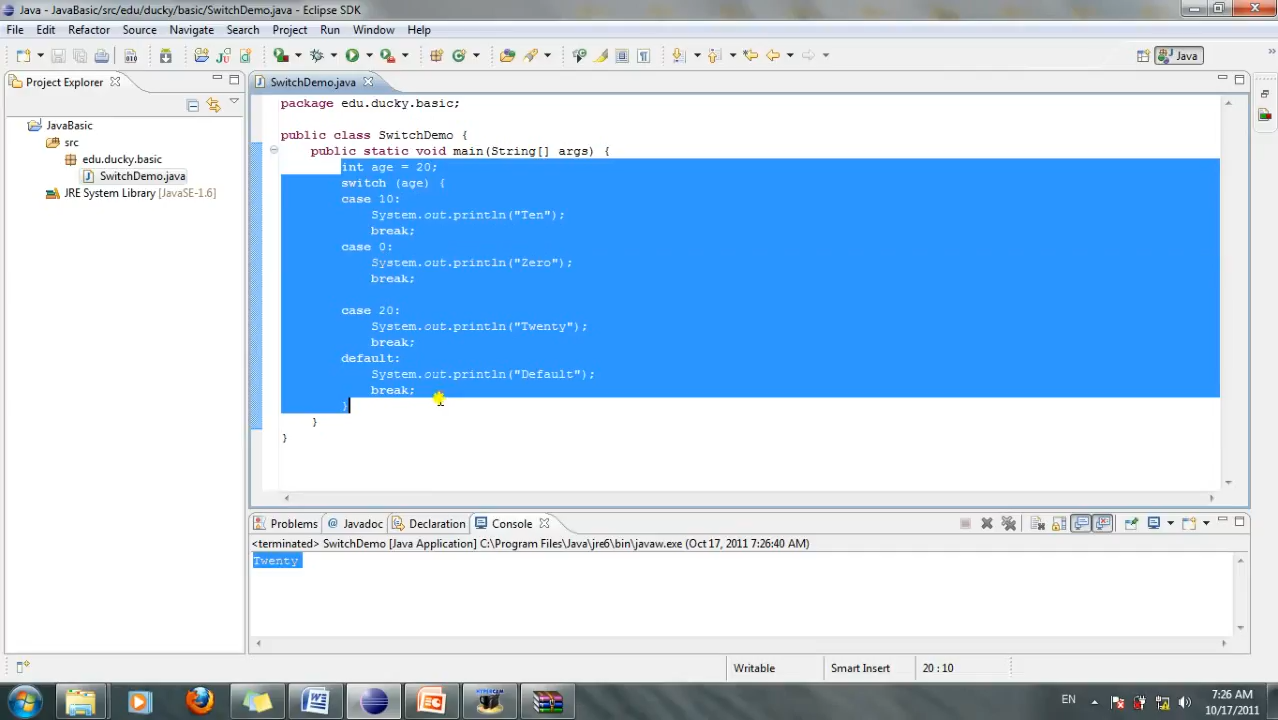 Java - JavaBasic/src/edu/ducky/basic/SwitchDemo.java - Eclipse SDK
File Edit Refactor Source Navigate Search Project Run Window Help
Java
Project Explorer
SwitchDemo.java
JavaBasic
src
edu.ducky.basic
SwitchDemo.java
JRE System Library [JavaSE-1.6]
package edu.ducky.basic;
public class SwitchDemo {
public static void main(String[] args) {
int age = 20;
switch (age) {
case 10:
System.out.println("Ten");
break;
case 0:
System.out.println("Zero");
break;
case 20:
System.out.println("Twenty");
break;
default:
System.out.println("Default");
break;
}
}
}
Problems @ Javadoc Declaration Console
<terminated> SwitchDemo [Java Application] C:\Program Files\Java\jre6\bin\javaw.exe (Oct 17, 2011 7:26:40 AM)
Twenty
Writable Smart Insert 20 : 10
EN
7:26 AM
10/17/2011